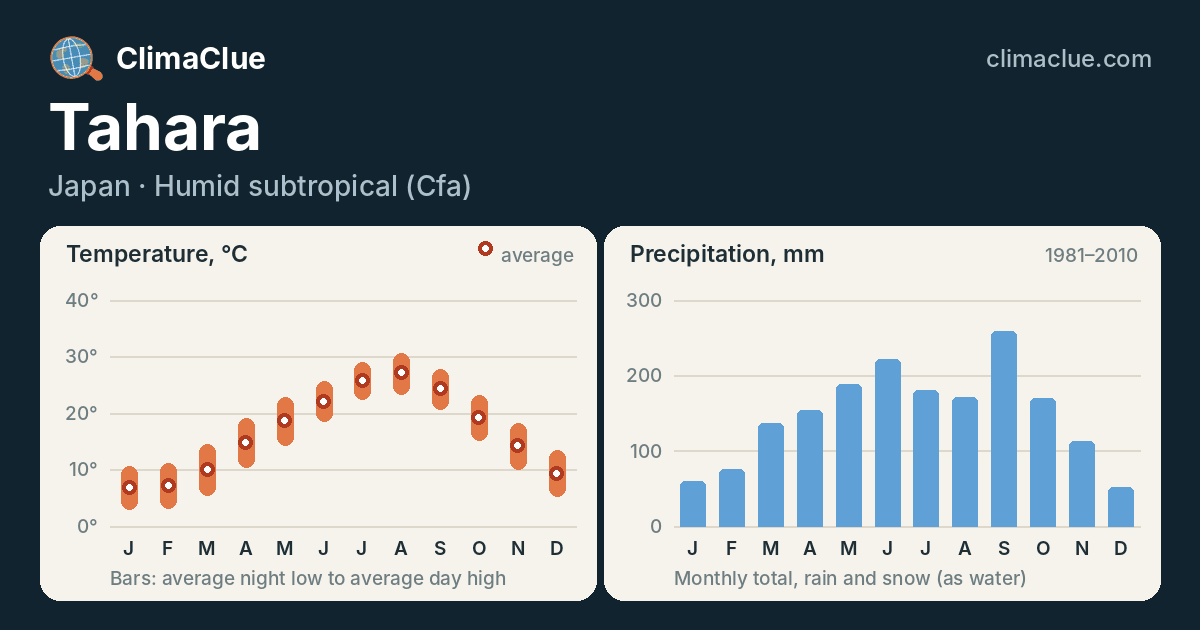 ClimaClue
climaclue.com
Tahara
Japan · Humid subtropical (Cfa)
Temperature, °C
average
40°
30°
20°
10°
0°
J F M A M J J A S O N D
Bars: average night low to average day high
Precipitation, mm
1981–2010
300
200
100
0
J F M A M J J A S O N D
Monthly total, rain and snow (as water)